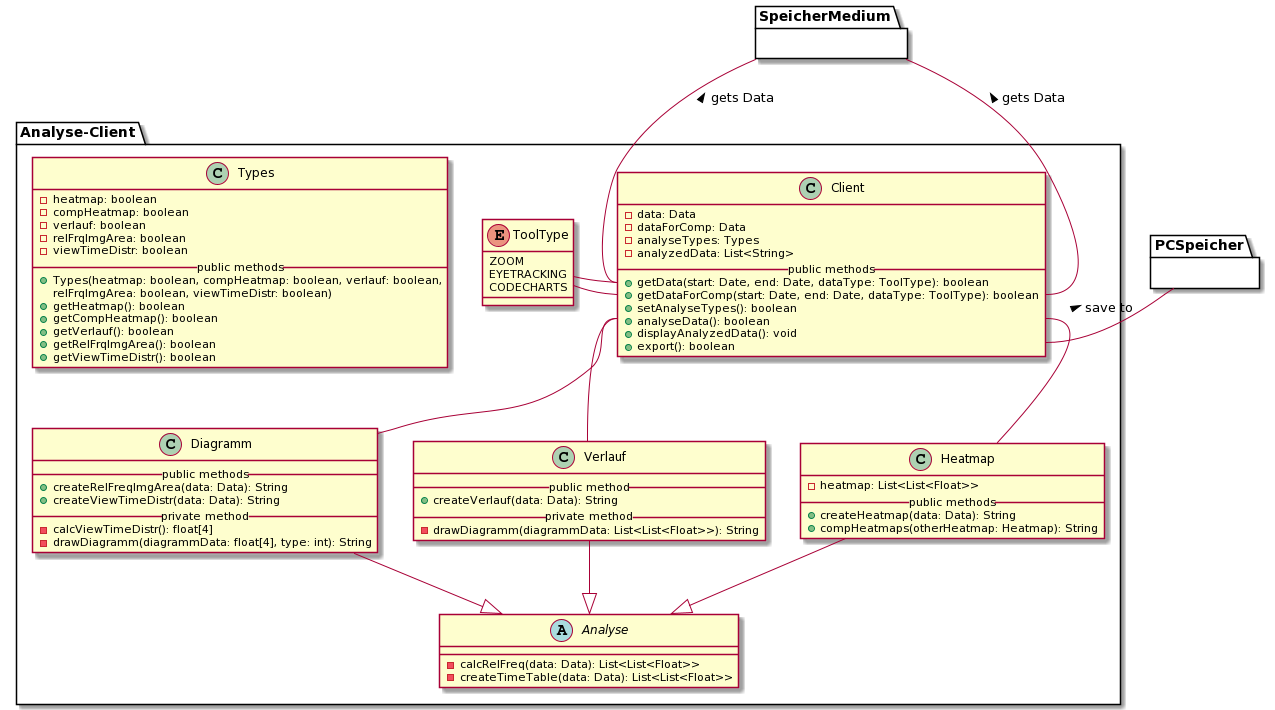 SpeicherMedium
gets Data
gets Data
Analyse-Client
C Types
heatmap: boolean
compHeatmap: boolean
verlauf: boolean
relFrqImgArea: boolean
viewTimeDistr: boolean
public methods
Types(heatmap: boolean, compHeatmap: boolean, verlauf: boolean,
relFrqImgArea: boolean, viewTimeDistr: boolean)
getHeatmap(): boolean
getCompHeatmap(): boolean
getVerlauf(): boolean
getRelFrqImgArea(): boolean
getViewTimeDistr(): boolean
E ToolType
ZOOM
EYETRACKING
CODECHARTS
C Client
data: Data
dataForComp: Data
analyseTypes: Types
analyzedData: List<String>
public methods
getData(start: Date, end: Date, dataType: ToolType): boolean
getDataForComp(start: Date, end: Date, dataType: ToolType): boolean
setAnalyseTypes(): boolean
analyseData(): boolean
displayAnalyzedData(): void
export(): boolean
PCSpeicher
save to
C Diagramm
public methods
createRelFreqImgArea(data: Data): String
createViewTimeDistr(data: Data): String
private method
calcViewTimeDistr(): float[4]
drawDiagramm(diagrammData: float[4], type: int): String
C Verlauf
public method
createVerlauf(data: Data): String
private method
drawDiagramm(diagrammData: List<List<Float>>): String
C Heatmap
heatmap: List<List<Float>>
public methods
createHeatmap(data: Data): String
compHeatmaps(otherHeatmap: Heatmap): String
A Analyse
calcRelFreq(data: Data): List<List<Float>>
createTimeTable(data: Data): List<List<Float>>